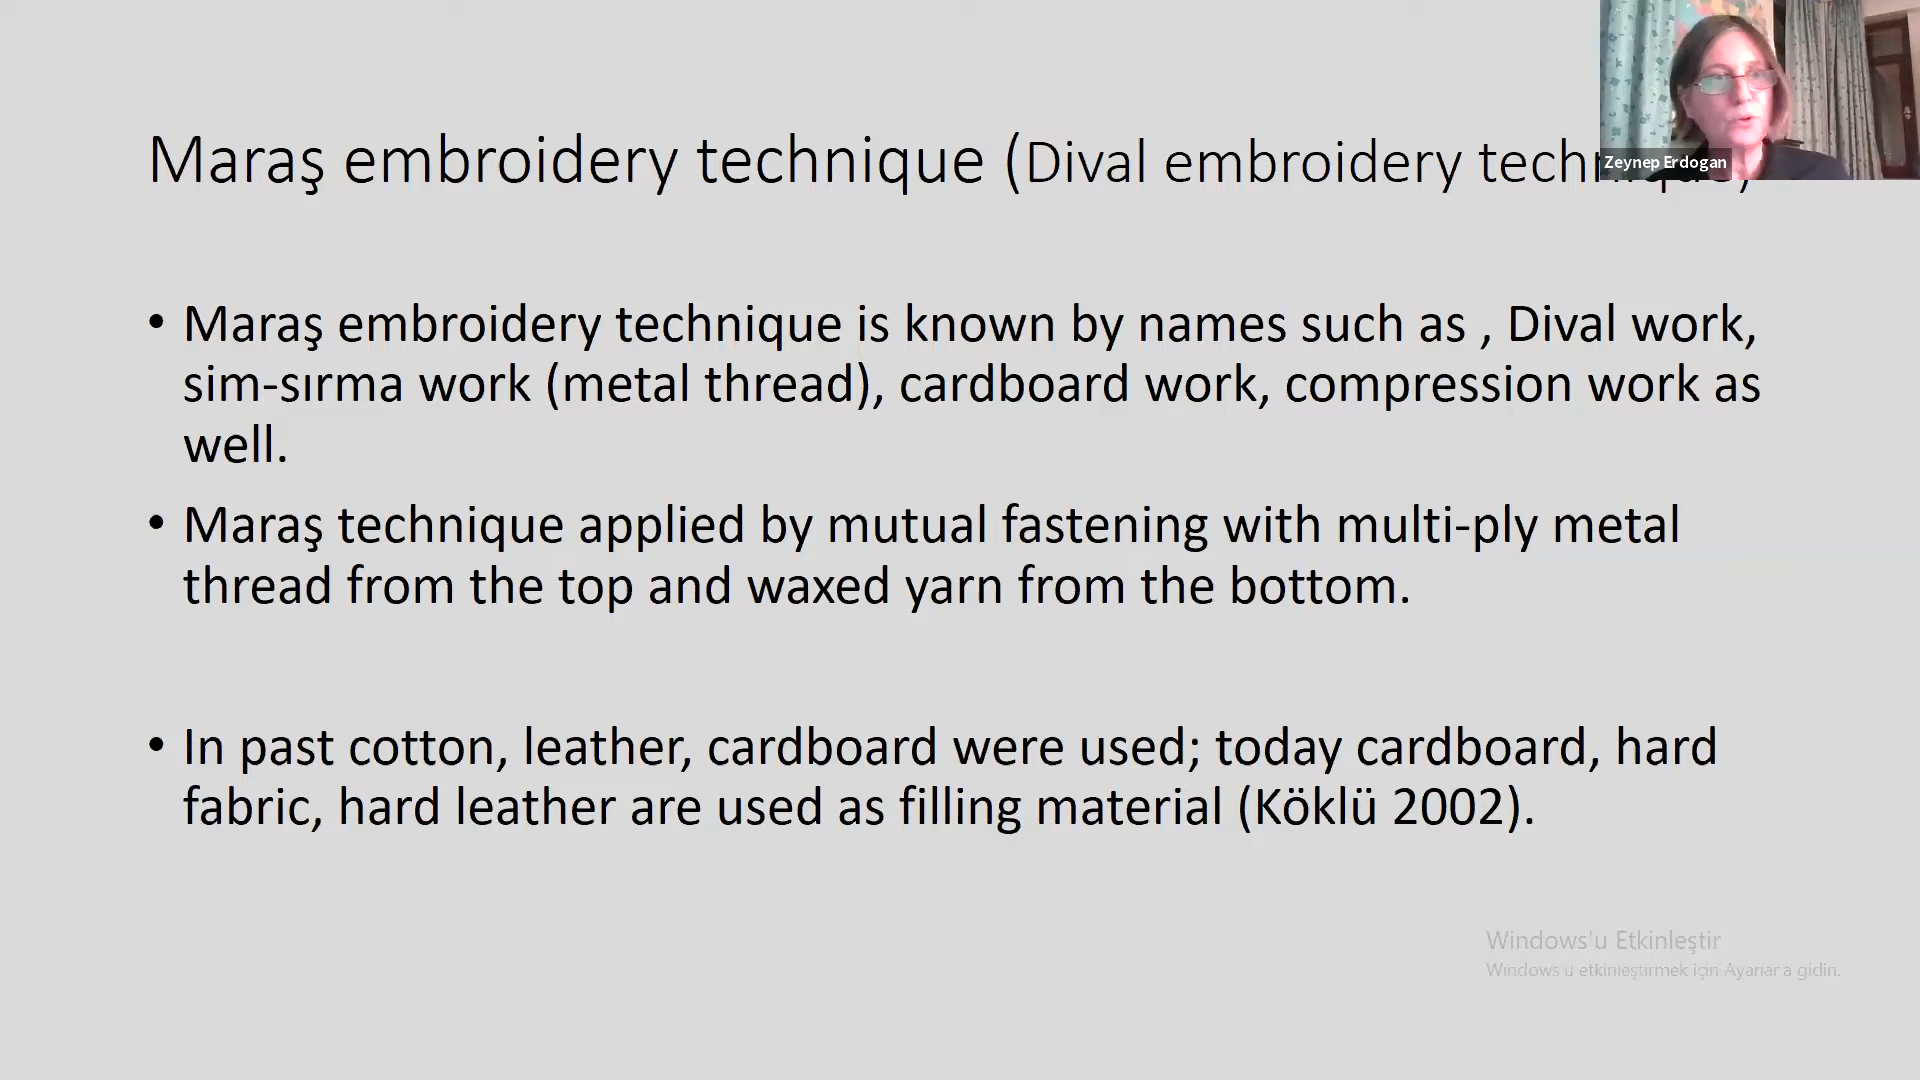 Zeynep Erdogan
Maraş embroidery technique (Dival embroidery technique)
• Maraş embroidery technique is known by names such as , Dival work,
sim-sırma work (metal thread), cardboard work, compression work as
well.
• Maraş technique applied by mutual fastening with multi-ply metal
thread from the top and waxed yarn from the bottom.
• In past cotton, leather, cardboard were used; today cardboard, hard
fabric, hard leather are used as filling material (Köklü 2002).
Windows'u Etkinleştir
Windows'u etkinleştirmek için Ayarlar'a gidin.